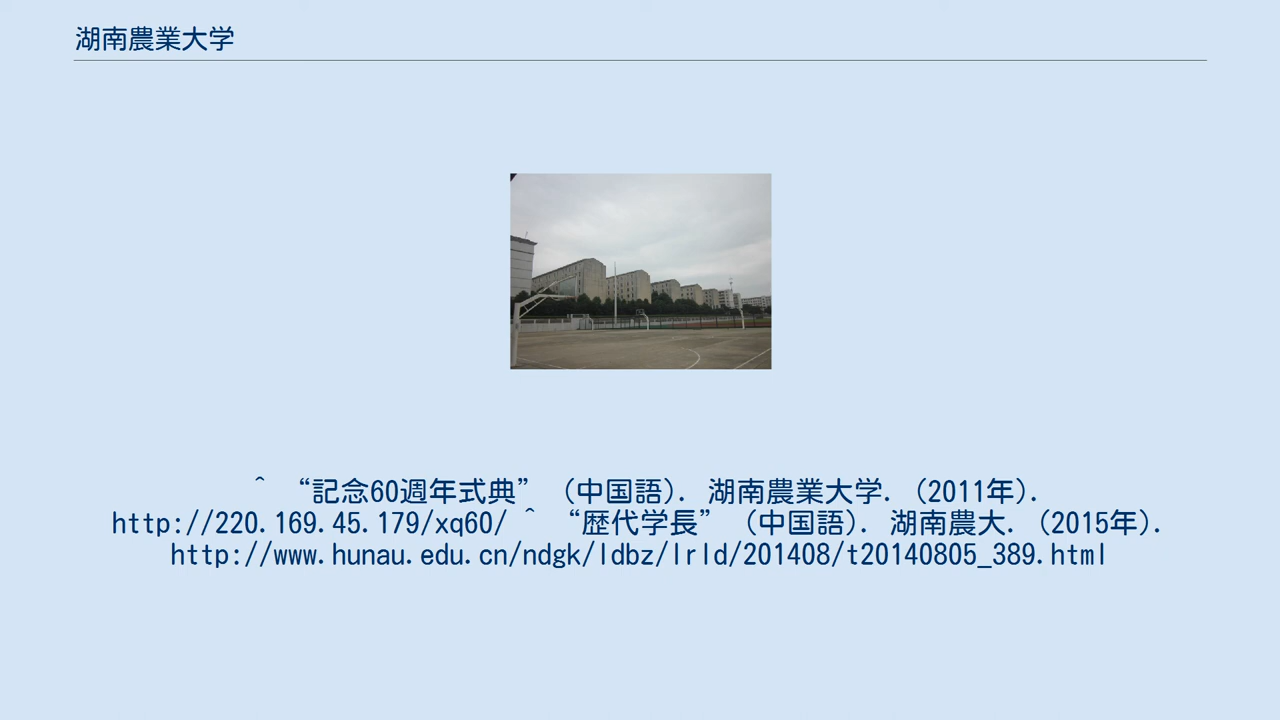 湖南農業大学
^ “記念60週年式典” (中国語). 湖南農業大学. (2011年).
http://220.169.45.179/xq60/ ^ “歴代学長” (中国語). 湖南農大. (2015年).
http://www.hunau.edu.cn/ndgk/ldbz/lrld/201408/t20140805_389.html